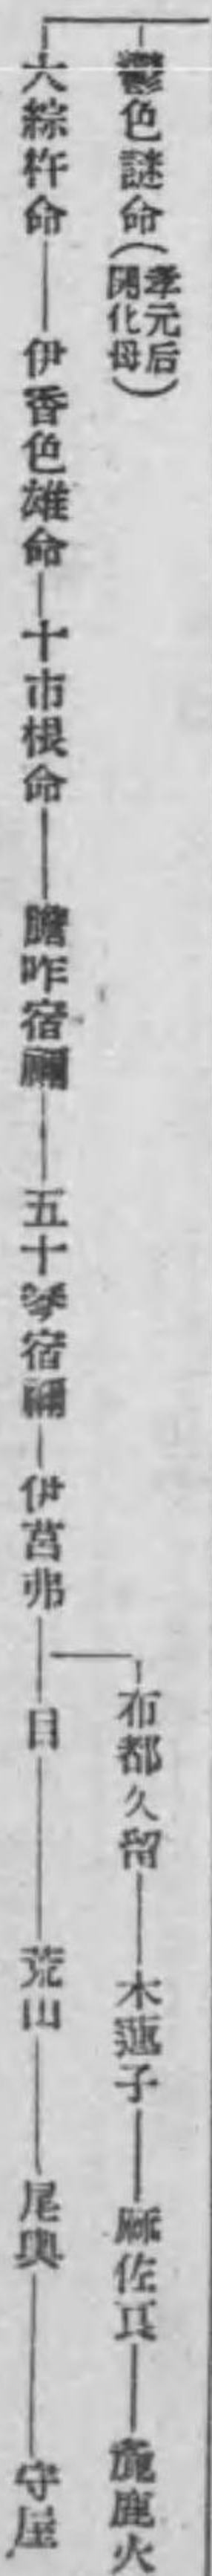 鬱色謎命(孝元后開化母)
布都久留―木蓮子―麻佐良―麁鹿火
大綜杵命―伊香色雄命―十市根命―膽咋宿禰―五十琴宿禰―伊莒弗―目―荒山―尾輿―守屋